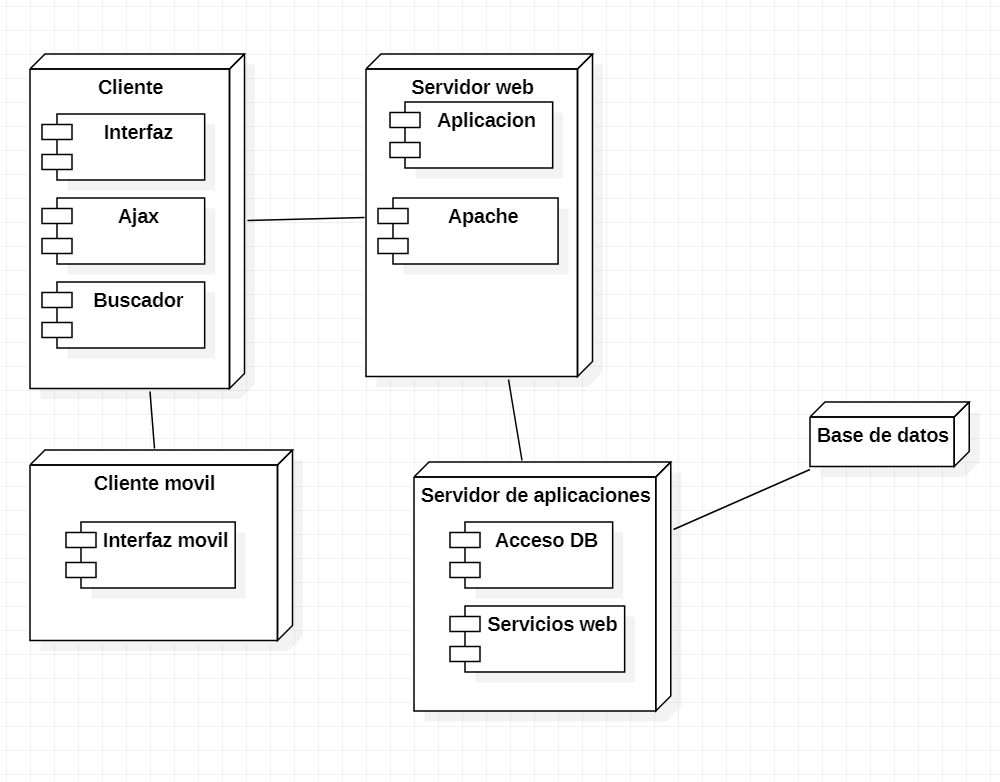 Cliente
Interfaz
Ajax
Buscador
Servidor web
Aplicacion
Apache
Cliente movil
Interfaz movil
Servidor de aplicaciones
Acceso DB
Servicios web
Base de datos